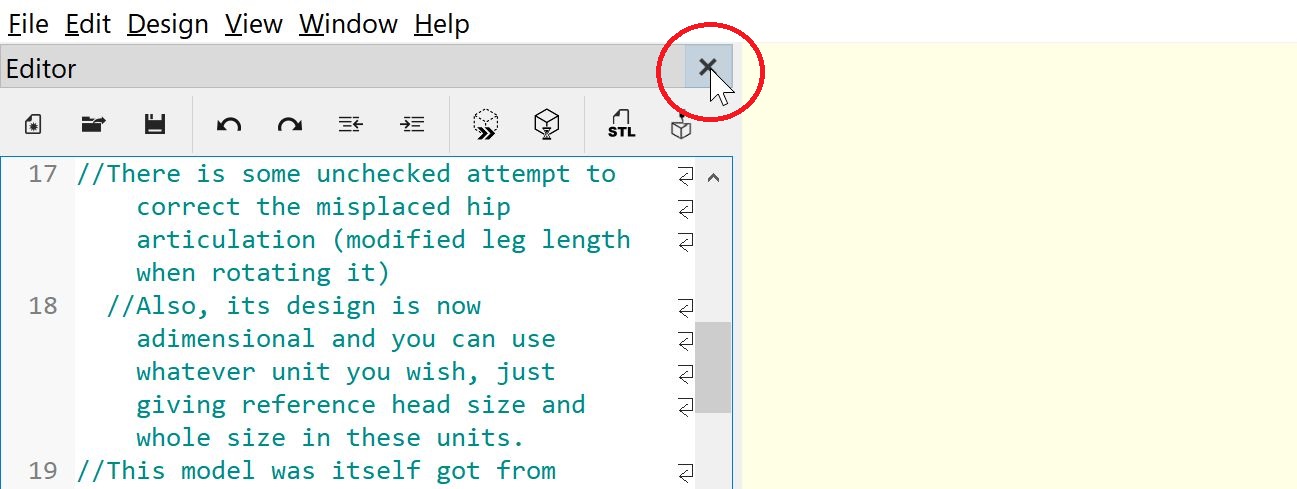 File Edit Design View Window Help
Editor
STL
17 //There is some unchecked attempt to
correct the misplaced hip
articulation (modified leg length
when rotating it)
18 //Also, its design is now
adimensional and you can use
whatever unit you wish, just
giving reference head size and
whole size in these units.
19 //This model was itself got from